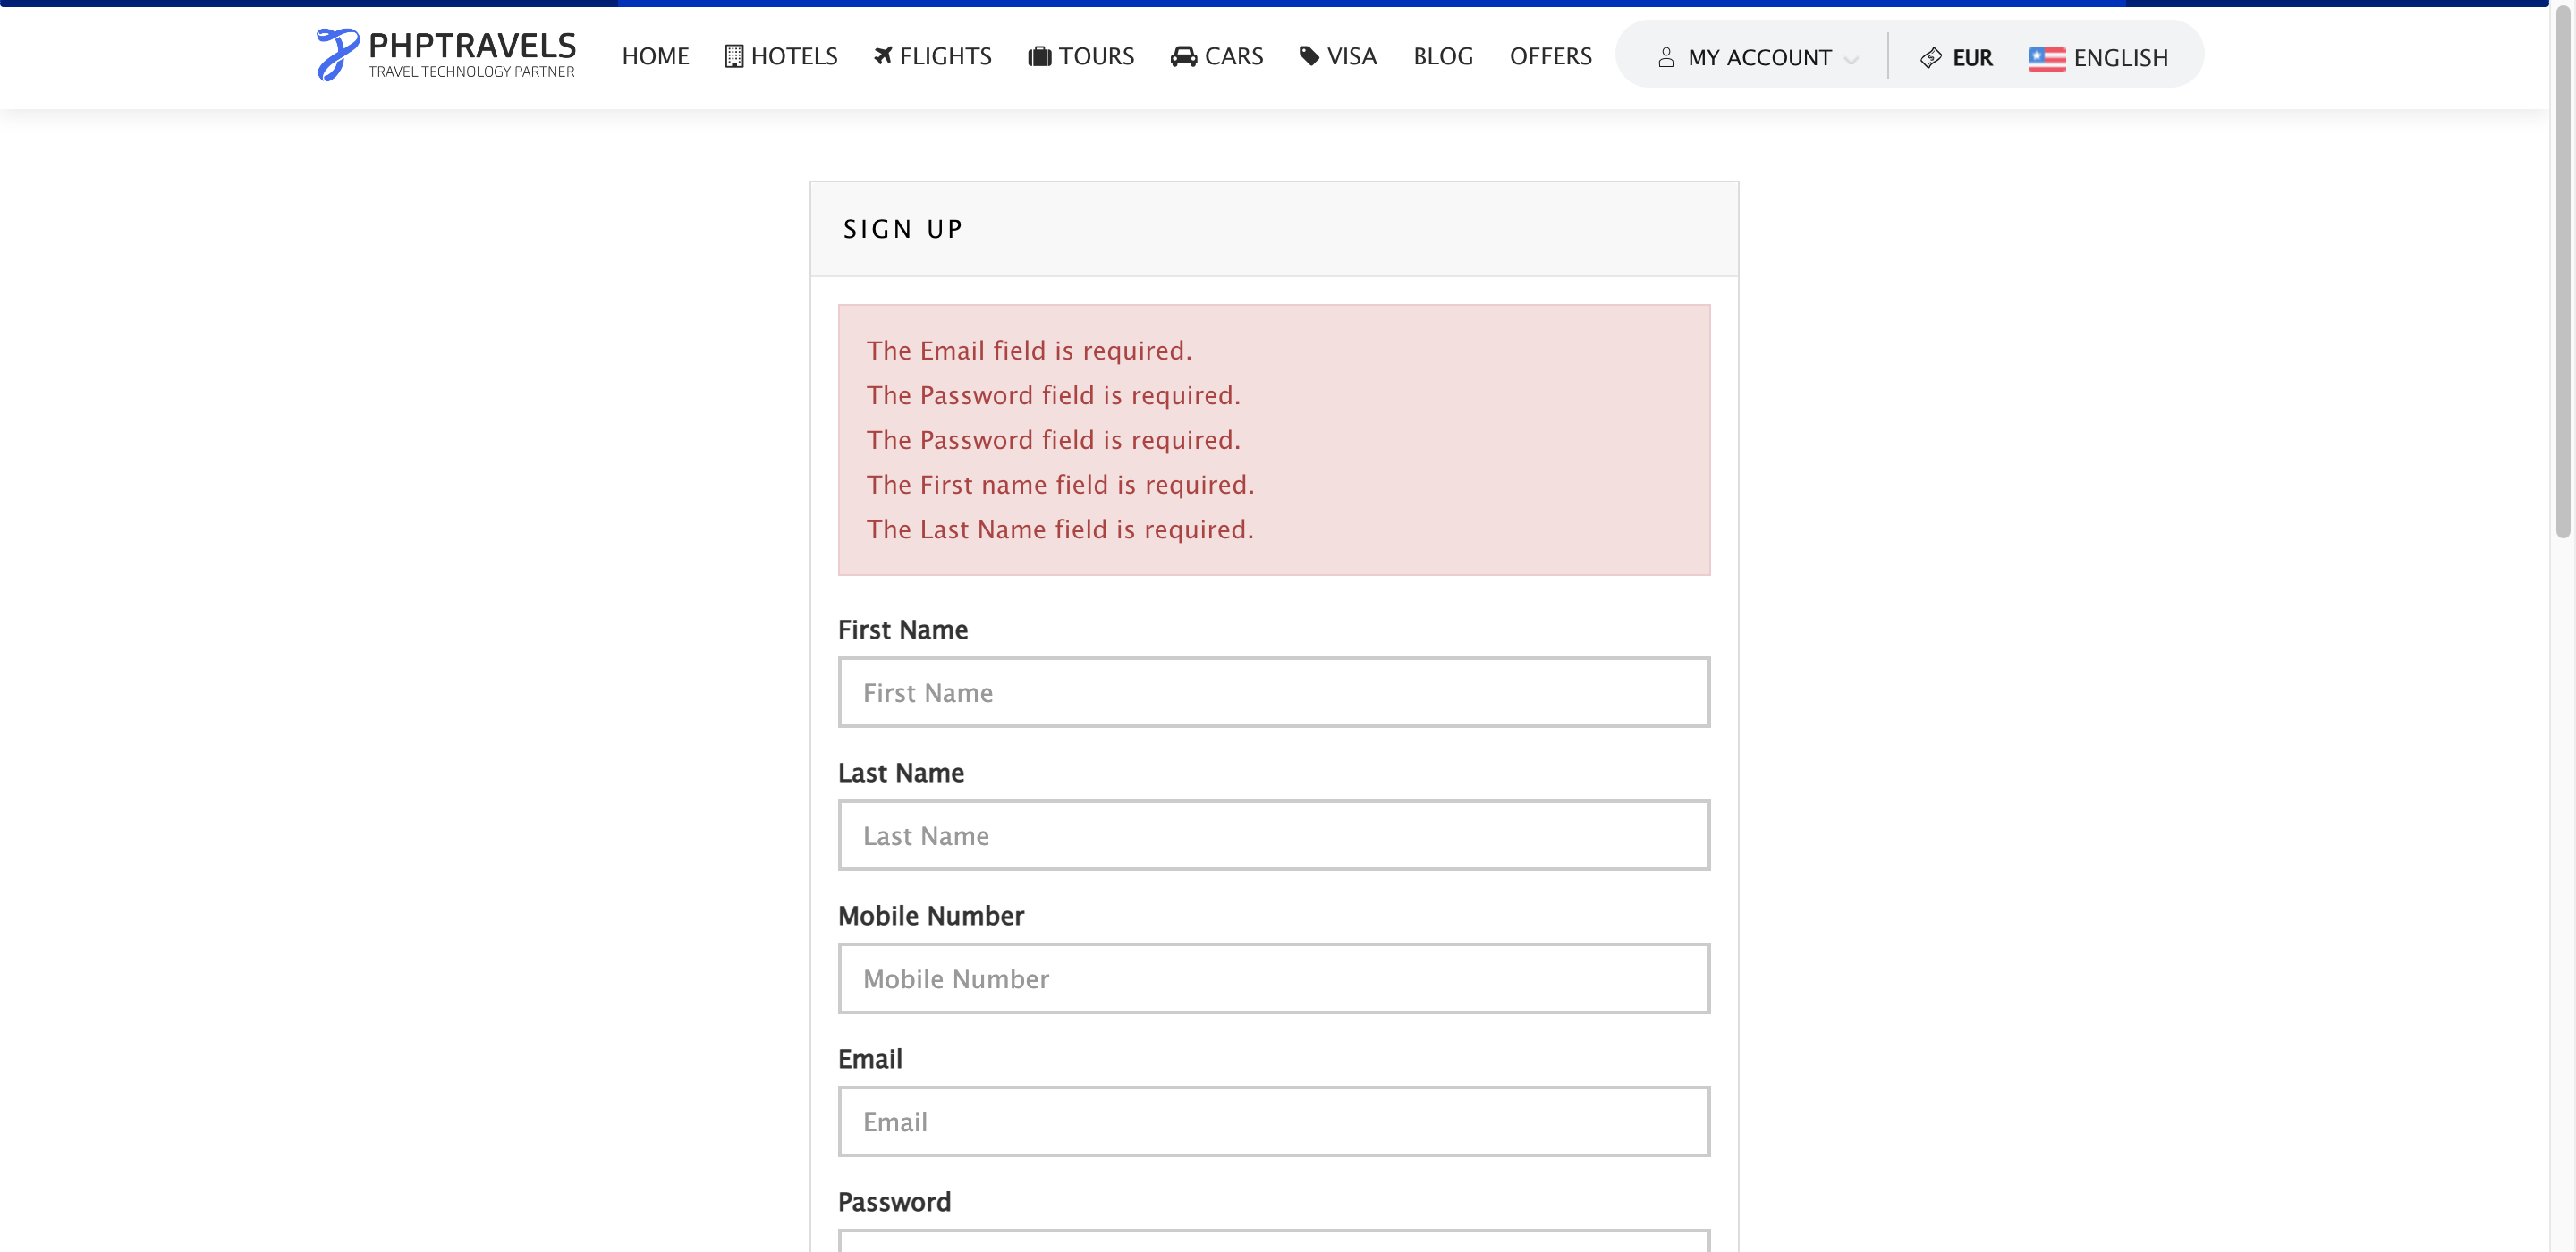 PHPTRAVELS
TRAVEL TECHNOLOGY PARTNER
HOME HOTELS FLIGHTS TOURS CARS VISA BLOG OFFERS MY ACCOUNT EUR ENGLISH
SIGN UP
The Email field is required.
The Password field is required.
The Password field is required.
The First name field is required.
The Last Name field is required.
First Name
First Name
Last Name
Last Name
Mobile Number
Mobile Number
Email
Email
Password